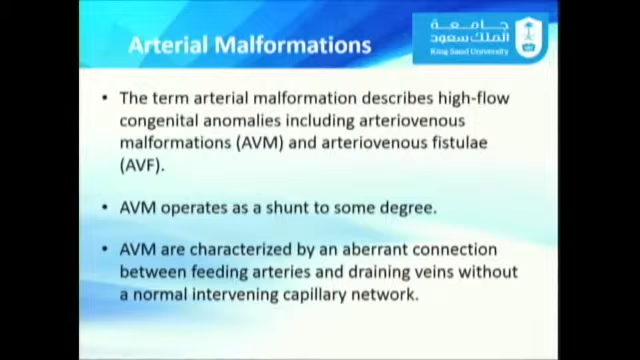 Arterial Malformations
جامعة
الملك سعود
King Saud University
• The term arterial malformation describes high-flow
congenital anomalies including arteriovenous
malformations (AVM) and arteriovenous fistulae
(AVF).
• AVM operates as a shunt to some degree.
• AVM are characterized by an aberrant connection
between feeding arteries and draining veins without
a normal intervening capillary network.